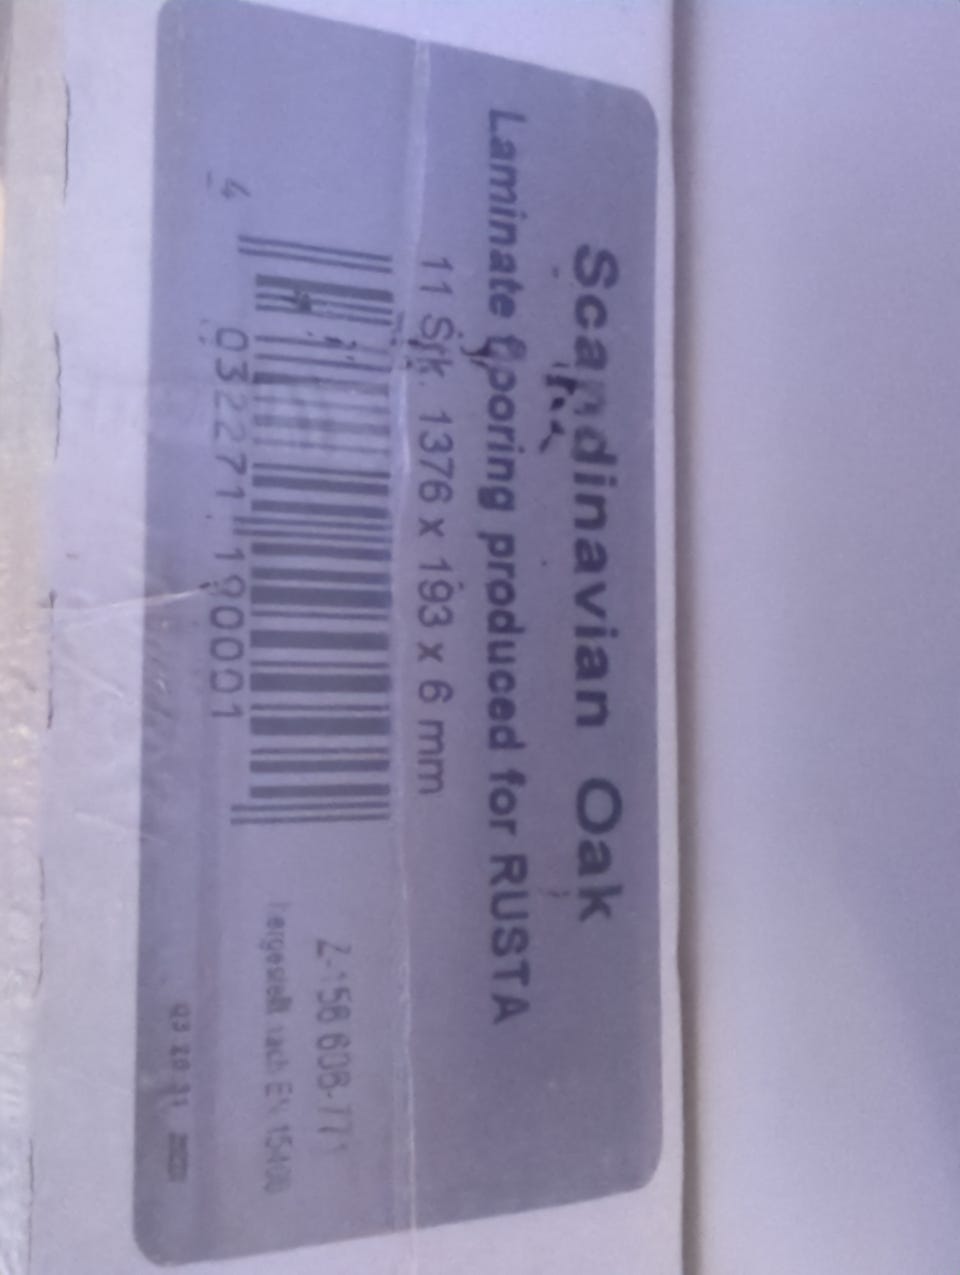 Scandinavian Oak
Laminate flooring produced for RUSTA
11 Stk. 1376 x 193 x 6 mm
4 032271 190001
Z-156.608-771
hergestellt nach EN 15400